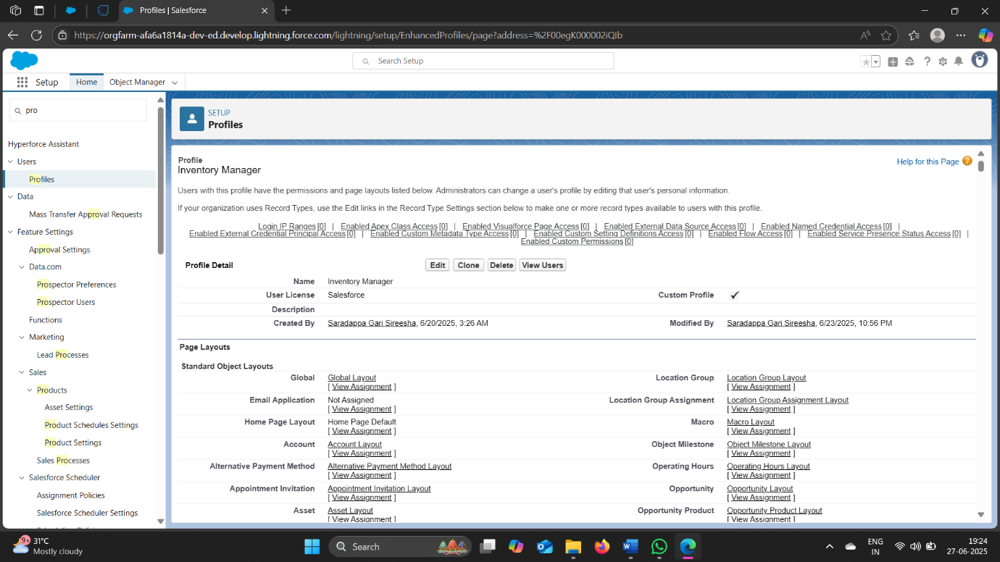 Profiles | Salesforce
https://orgfarm-afa6a1814a-dev-ed.develop.lightning.force.com/lightning/setup/EnhancedProfiles/page?address=%2F00egK000002iQIb
Search Setup
Setup Home Object Manager
pro
Hyperforce Assistant
Users
Profiles
Data
Mass Transfer Approval Requests
Feature Settings
Approval Settings
Data.com
Prospector Preferences
Prospector Users
Functions
Marketing
Lead Processes
Sales
Products
Asset Settings
Product Schedules Settings
Product Settings
Sales Processes
Salesforce Scheduler
Assignment Policies
Salesforce Scheduler Settings
SETUP
Profiles
Profile
Inventory Manager
Help for this Page
Users with this profile have the permissions and page layouts listed below. Administrators can change a user's profile by editing that user's personal information.
If your organization uses Record Types, use the Edit links in the Record Type Settings section below to make one or more record types available to users with this profile.
Login IP Ranges [0] | Enabled Apex Class Access [0] | Enabled Visualforce Page Access [0] | Enabled External Data Source Access [0] | Enabled Named Credential Access [0] |
Enabled External Credential Principal Access [0] | Enabled Custom Metadata Type Access [0] | Enabled Custom Setting Definitions Access [0] | Enabled Flow Access [0] | Enabled Service Presence Status Access [0] |
Enabled Custom Permissions [0]
Profile Detail Edit Clone Delete View Users
Name Inventory Manager
User License Salesforce Custom Profile ✓
Description
Created By Saradappa Gari Sireesha, 6/20/2025, 3:26 AM Modified By Saradappa Gari Sireesha, 6/23/2025, 10:56 PM
Page Layouts
Standard Object Layouts
Global Global Layout Location Group Location Group Layout
[ View Assignment ] [ View Assignment ]
Email Application Not Assigned Location Group Assignment Location Group Assignment Layout
[ View Assignment ] [ View Assignment ]
Home Page Layout Home Page Default Macro Macro Layout
[ View Assignment ] [ View Assignment ]
Account Account Layout Object Milestone Object Milestone Layout
[ View Assignment ] [ View Assignment ]
Alternative Payment Method Alternative Payment Method Layout Operating Hours Operating Hours Layout
[ View Assignment ] [ View Assignment ]
Appointment Invitation Appointment Invitation Layout Opportunity Opportunity Layout
[ View Assignment ] [ View Assignment ]
Asset Asset Layout Opportunity Product Opportunity Product Layout
[ View Assignment ] [ View Assignment ]
9+
31°C
Mostly cloudy
Search
ENG
IN
19:24
27-06-2025